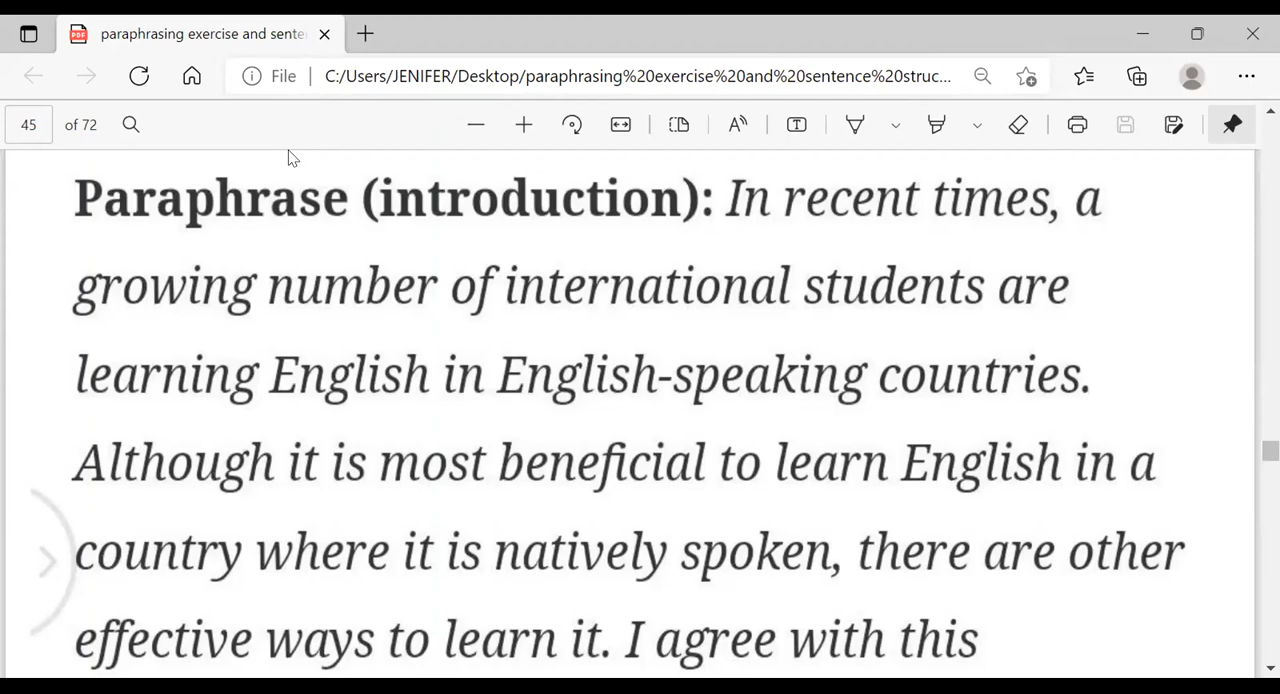 paraphrasing exercise and sente
File C:/Users/JENIFER/Desktop/paraphrasing%20exercise%20and%20sentence%20struc...
45 of 72
Paraphrase (introduction): In recent times, a
growing number of international students are
learning English in English-speaking countries.
Although it is most beneficial to learn English in a
country where it is natively spoken, there are other
effective ways to learn it. I agree with this